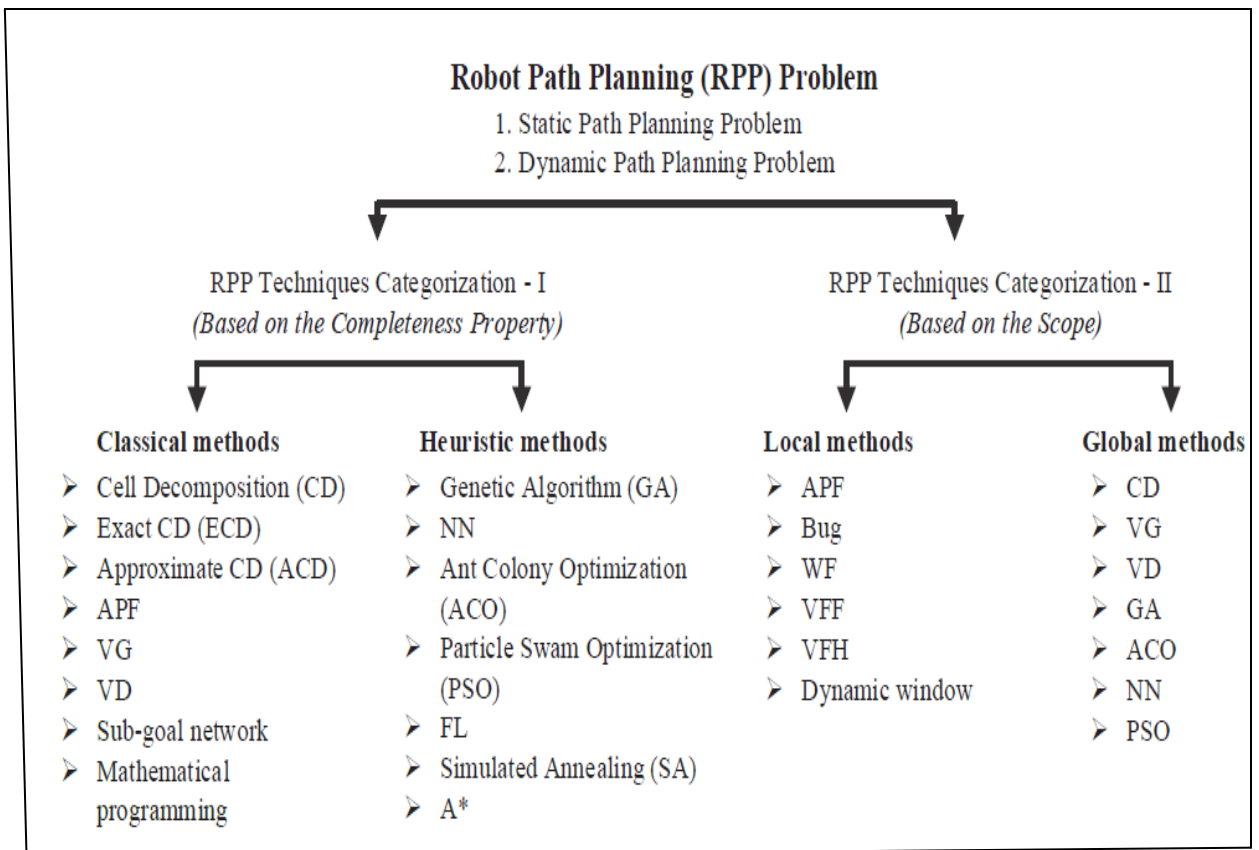 Robot Path Planning (RPP) Problem
1. Static Path Planning Problem
2. Dynamic Path Planning Problem
RPP Techniques Categorization - I
(Based on the Completeness Property)
RPP Techniques Categorization - II
(Based on the Scope)
Classical methods
➢ Cell Decomposition (CD)
➢ Exact CD (ECD)
➢ Approximate CD (ACD)
➢ APF
➢ VG
➢ VD
➢ Sub-goal network
➢ Mathematical
programming
Heuristic methods
➢ Genetic Algorithm (GA)
➢ NN
➢ Ant Colony Optimization
(ACO)
➢ Particle Swam Optimization
(PSO)
➢ FL
➢ Simulated Annealing (SA)
➢ A*
Local methods
➢ APF
➢ Bug
➢ WF
➢ VFF
➢ VFH
➢ Dynamic window
Global methods
➢ CD
➢ VG
➢ VD
➢ GA
➢ ACO
➢ NN
➢ PSO